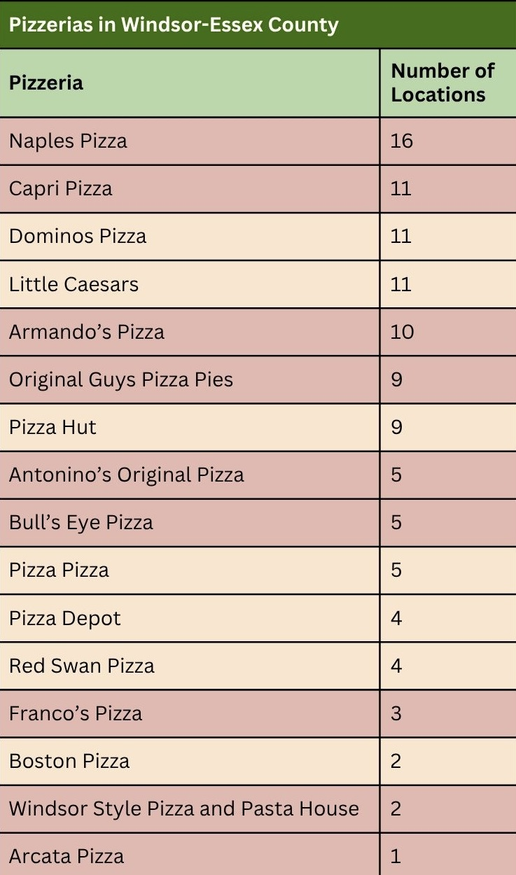 Pizzerias in Windsor-Essex County
Pizzeria Number of Locations
Naples Pizza 16
Capri Pizza 11
Dominos Pizza 11
Little Caesars 11
Armando’s Pizza 10
Original Guys Pizza Pies 9
Pizza Hut 9
Antonino’s Original Pizza 5
Bull’s Eye Pizza 5
Pizza Pizza 5
Pizza Depot 4
Red Swan Pizza 4
Franco’s Pizza 3
Boston Pizza 2
Windsor Style Pizza and Pasta House 2
Arcata Pizza 1